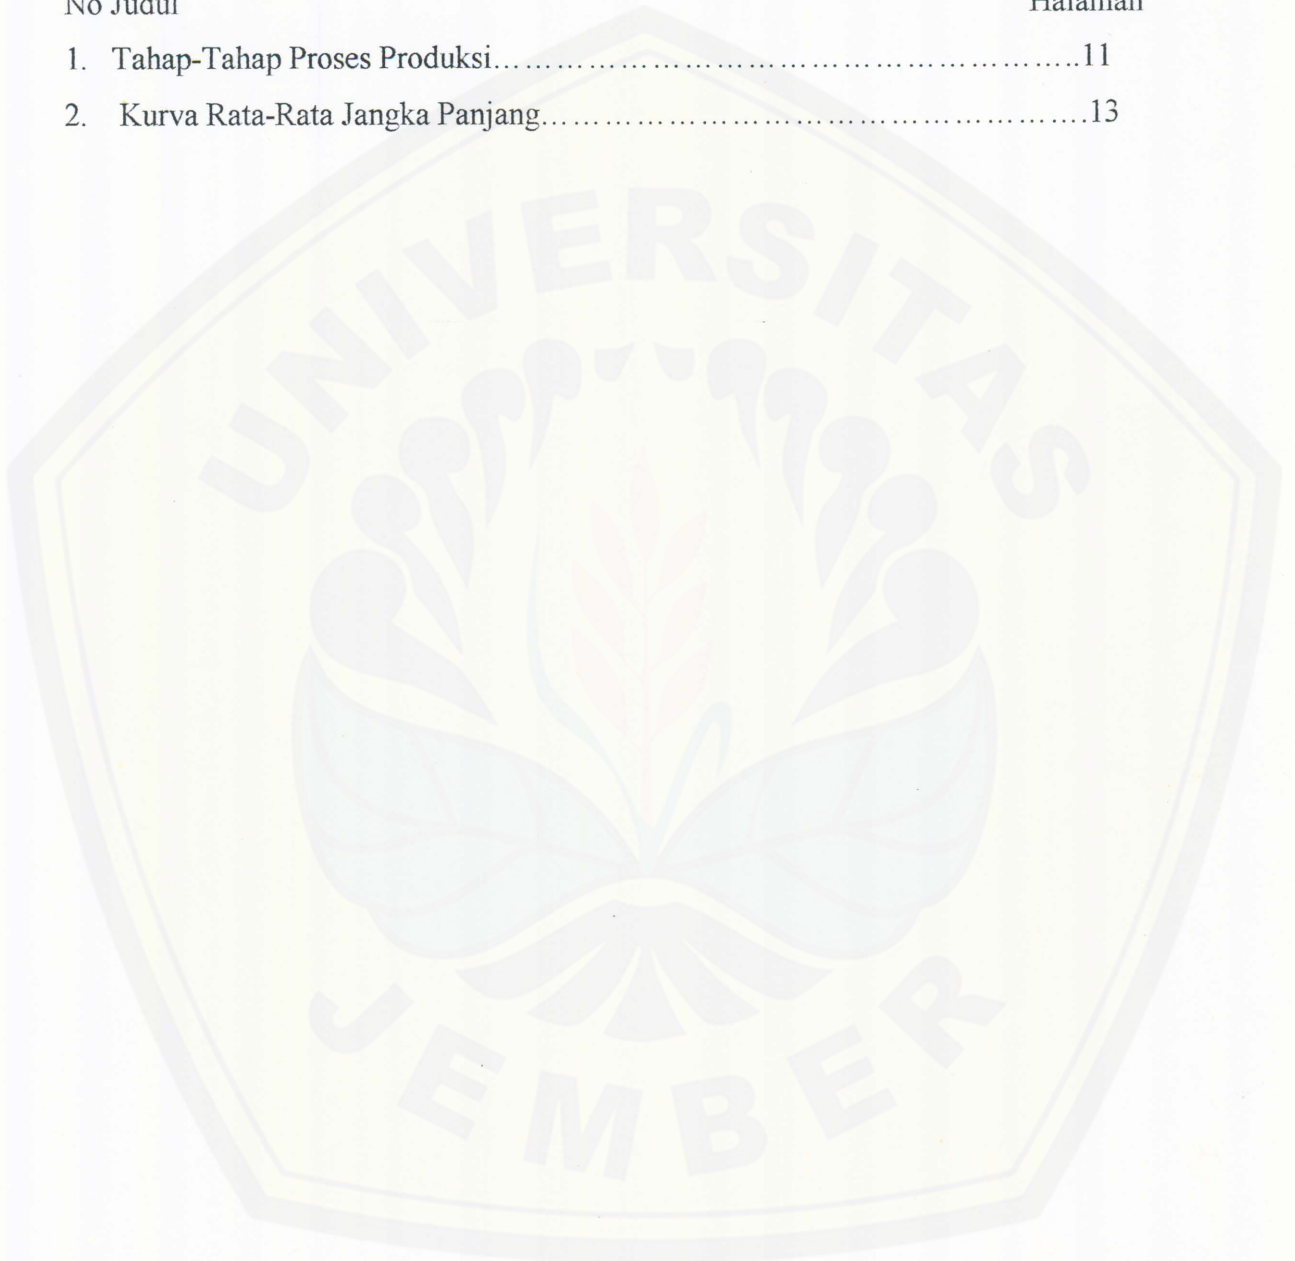 No Judul Halaman
1. Tahap-Tahap Proses Produksi……………………………………………………..11
2. Kurva Rata-Rata Jangka Panjang………………………………………………….13
UNIVERSITAS
JEMBER